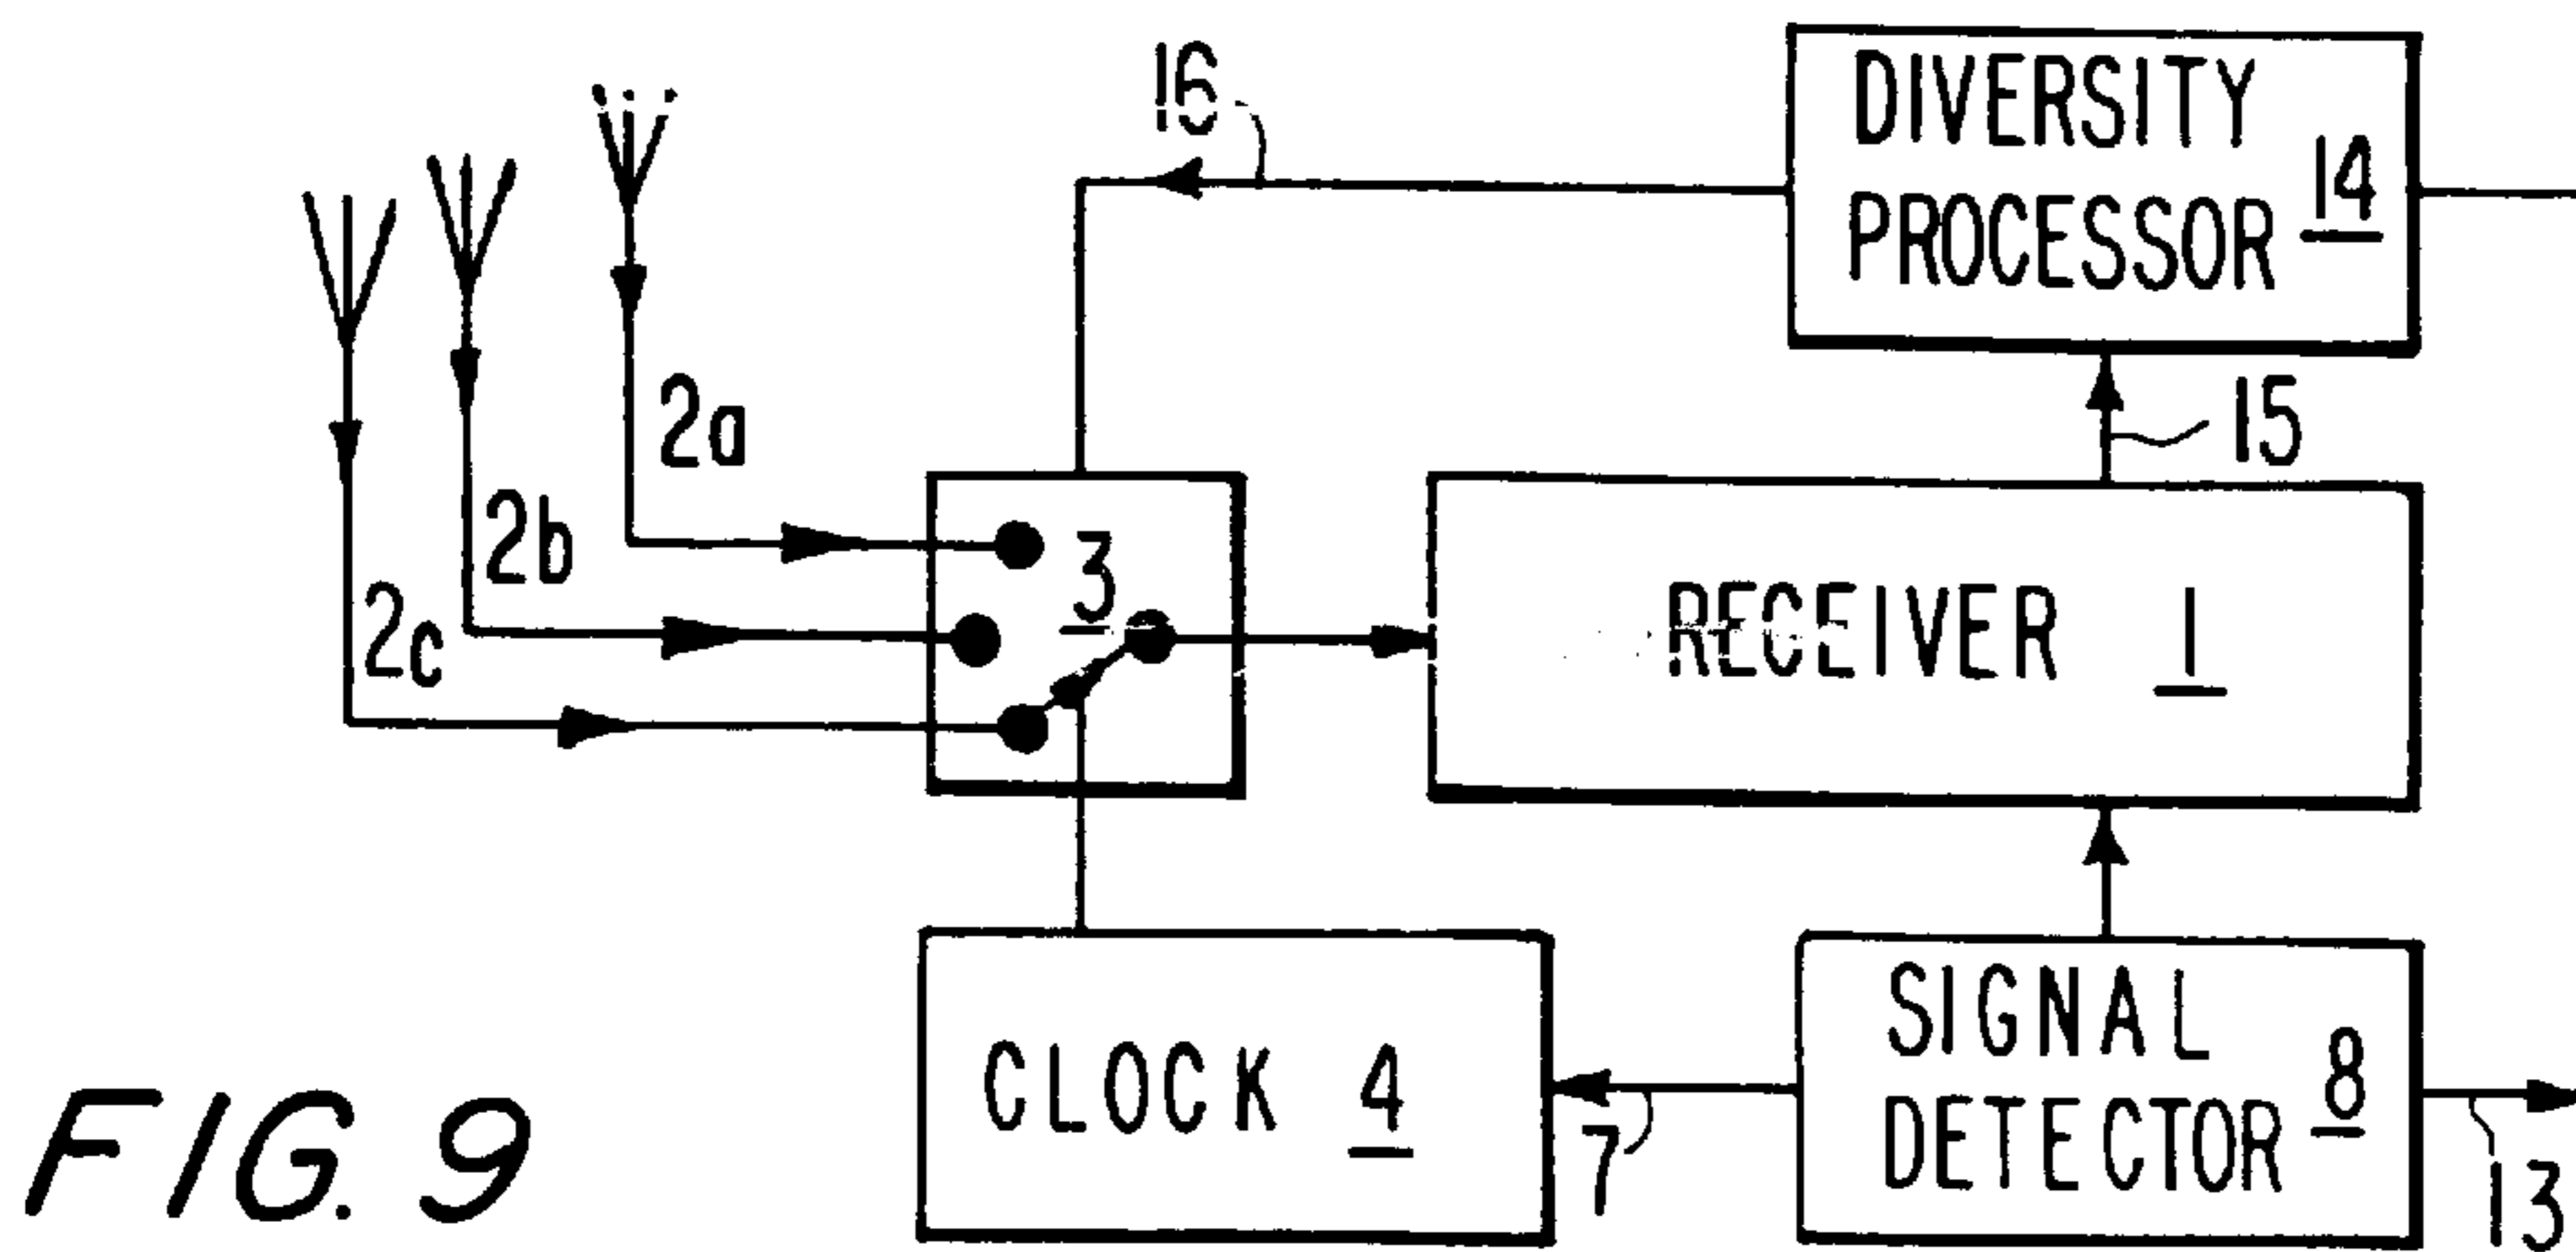 16
DIVERSITY
PROCESSOR 14
15
2a
2b
2c
3
RECEIVER 1
CLOCK 4
7
SIGNAL
DETECTOR 8
13
FIG. 9